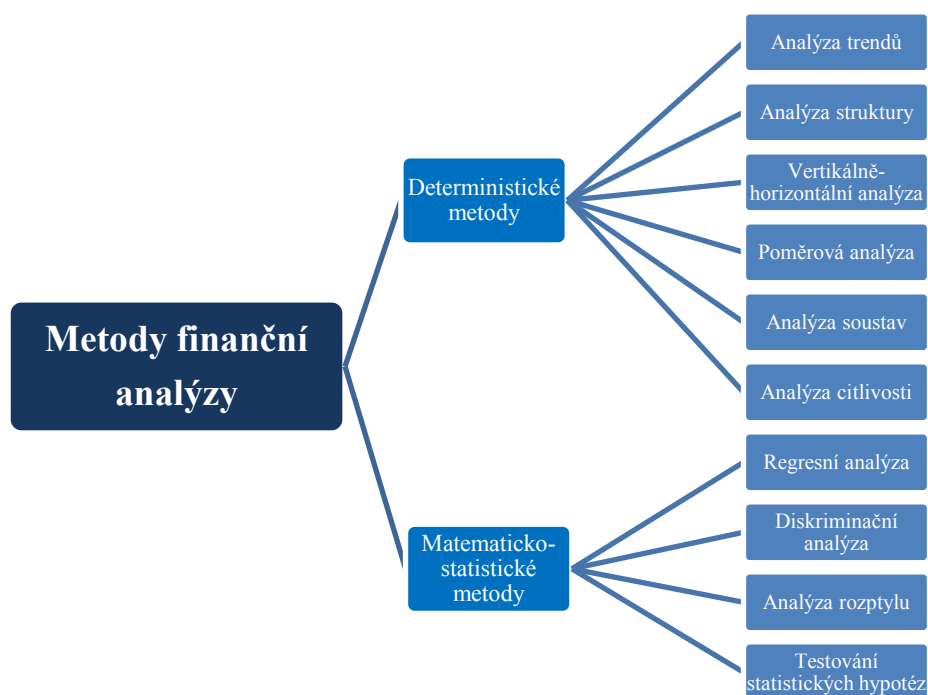 Metody finanční
analýzy
Deterministické
metody
Analýza trendů
Analýza struktury
Vertikálně-
horizontální analýza
Poměrová analýza
Analýza soustav
Analýza citlivosti
Matematicko-
statistické
metody
Regresní analýza
Diskriminační
analýza
Analýza rozptylu
Testování
statistických hypotéz